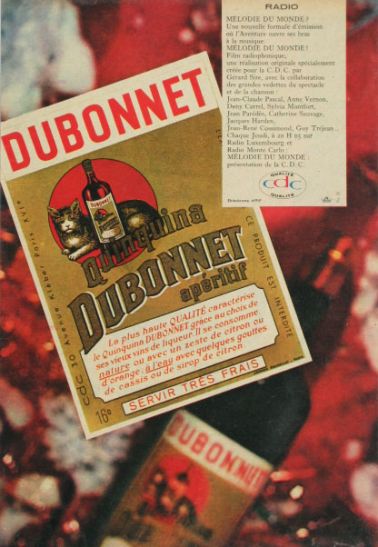 RADIO
MÉLODIE DU MONDE ?
Une nouvelle formule d'émission
où l'Aventure ouvre ses bras
à la musique
MÉLODIE DU MONDE !
Film radiophonique,
une réalisation originale spécialement
créée pour la C.D.C. par
Gérard Sire, avec la collaboration
des grandes vedettes du spectacle
et de la chanson :
Jean-Claude Pascal, Anne Vernon,
Dany Carrel, Sylvia Montfort,
Jean Parédès, Catherine Sauvage,
Jacques Harden,
Jean-René Caussimond, Guy Tréjean...
Chaque Jeudi, à 20 H 25 sur
Radio Luxembourg et
Radio Monte Carlo :
MÉLODIE DU MONDE
présentation de la C.D.C.
QUALITÉ
cdc
QUALITÉ
DUBONNET
DUBONNET
Quinquina
DUBONNET
apéritif
CDC 30 Avenue Kléber Paris
CE PRODUIT EST INTERDITE
La plus haute QUALITÉ caractérise
le Quinquina DUBONNET grâce au choix de
ses vieux vins de liqueur. Il se consomme
nature ou avec un zeste de citron ou
d'orange ; à l'eau avec quelques gouttes
de cassis ou de sirop de citron.
16°
SERVIR TRÈS FRAIS
DUBONNET